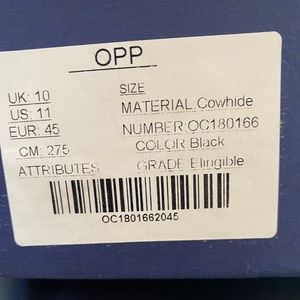 OPP
UK: 10 SIZE
US: 11 MATERIAL:Cowhide
EUR: 45 NUMBER:OC180166
CM: 275 COLOR:Black
ATTRIBUTES GRADE:Elingible
OC1801662045